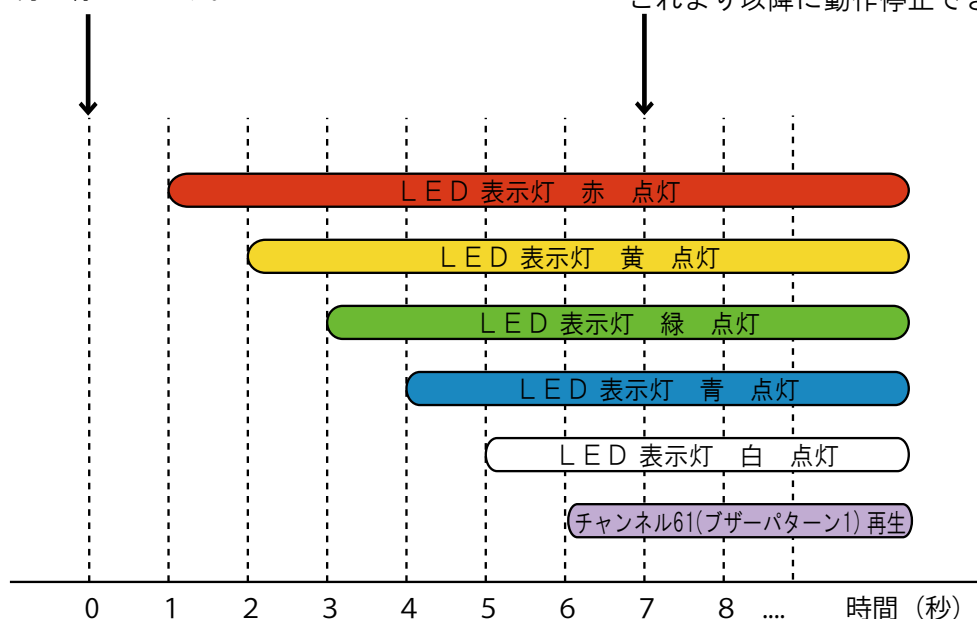 これより以降に動作停止でき
ＬＥＤ 表示灯　赤　点灯
ＬＥＤ 表示灯　黄　点灯
ＬＥＤ 表示灯　緑　点灯
ＬＥＤ 表示灯　青　点灯
ＬＥＤ 表示灯　白　点灯
チャンネル61(ブザーパターン1) 再生
0 1 2 3 4 5 6 7 8 .... 時間（秒）